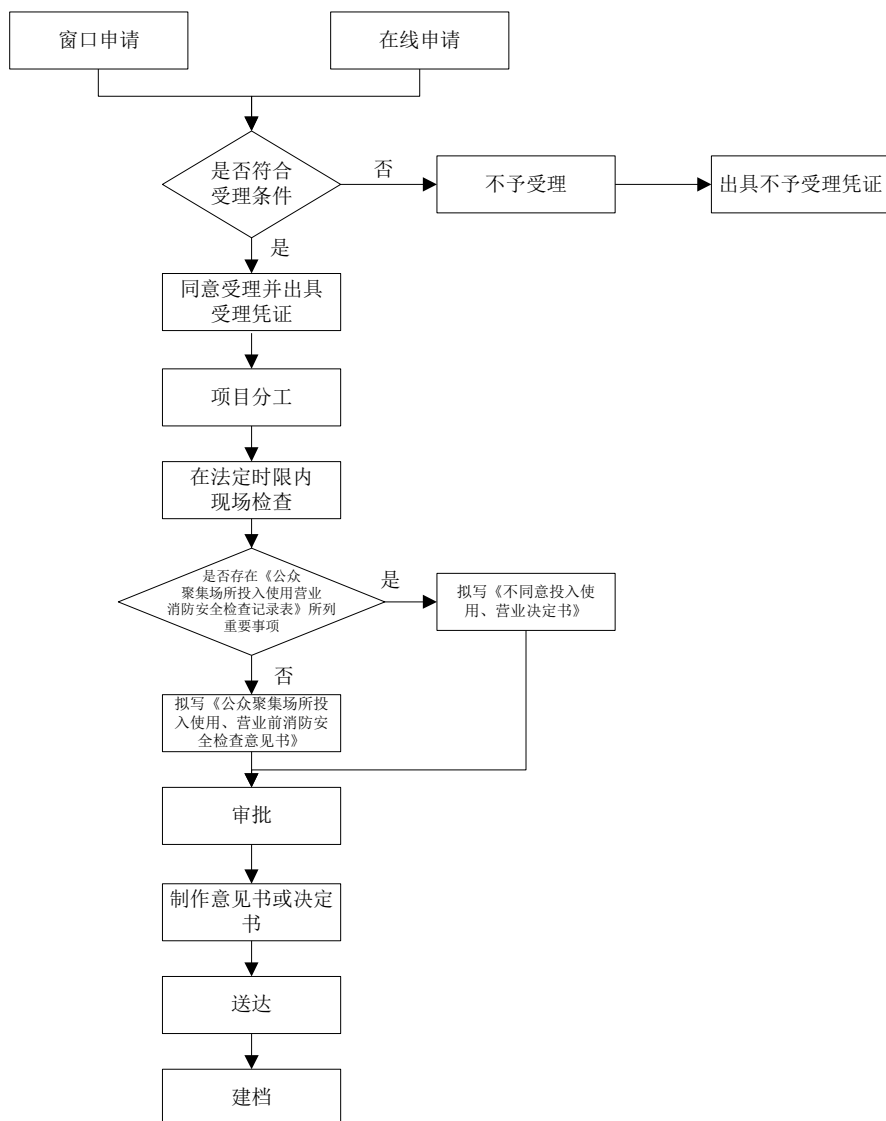 窗口申请
在线申请
是否符合
受理条件
否
不予受理
出具不予受理凭证
是
同意受理并出具
受理凭证
项目分工
在法定时限内
现场检查
是否存在《公众
聚集场所投入使用营业
消防安全检查记录表》所列
重要事项
是
拟写《不同意投入使
用、营业决定书》
否
拟写《公众聚集场所投
入使用、营业前消防安
全检查意见书》
审批
制作意见书或决定
书
送达
建档